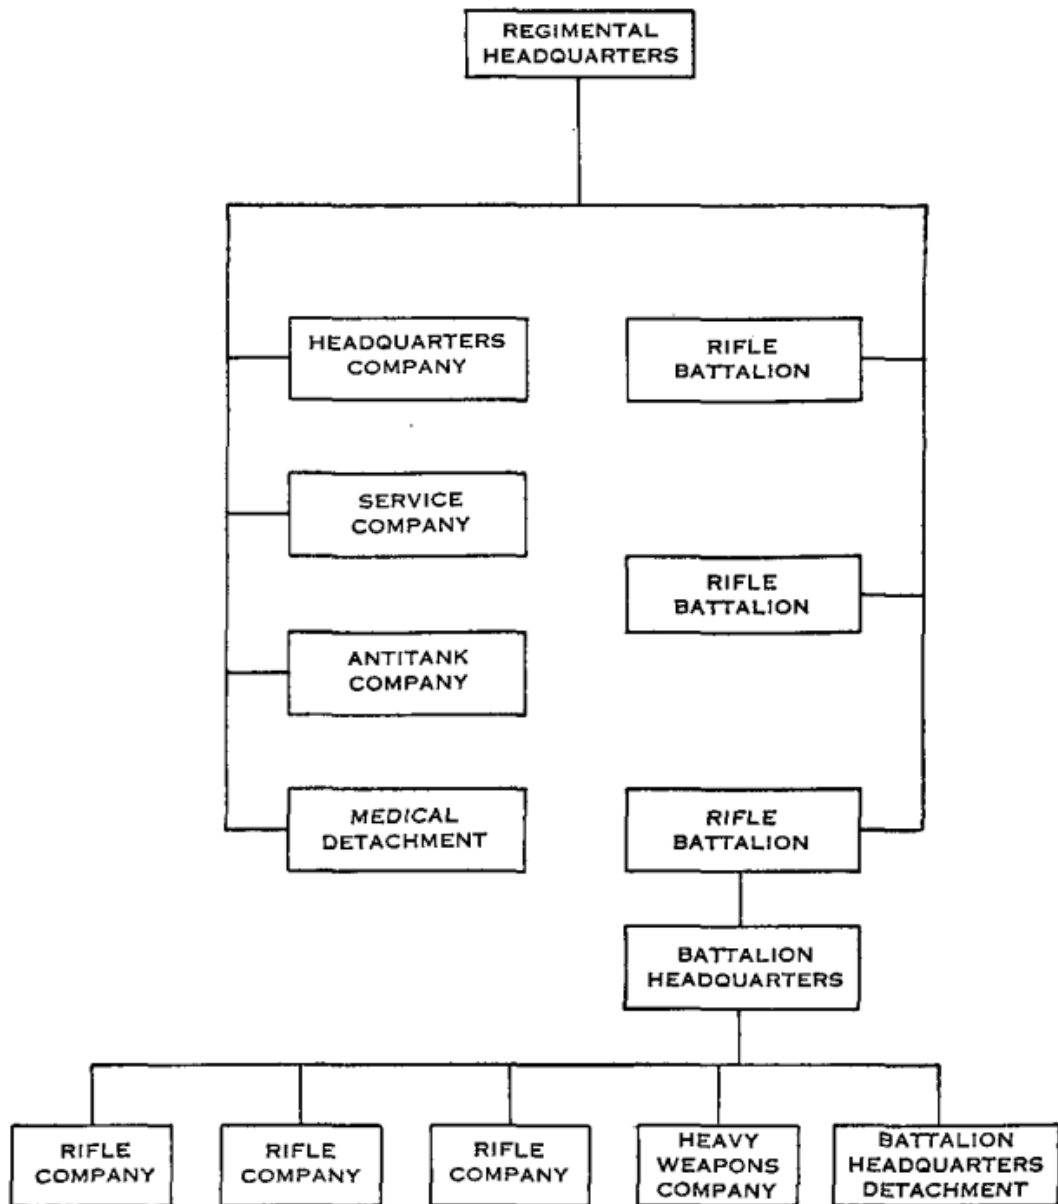 REGIMENTAL
HEADQUARTERS
HEADQUARTERS
COMPANY
RIFLE
BATTALION
SERVICE
COMPANY
RIFLE
BATTALION
ANTITANK
COMPANY
MEDICAL
DETACHMENT
RIFLE
BATTALION
BATTALION
HEADQUARTERS
RIFLE
COMPANY
RIFLE
COMPANY
RIFLE
COMPANY
HEAVY
WEAPONS
COMPANY
BATTALION
HEADQUARTERS
DETACHMENT